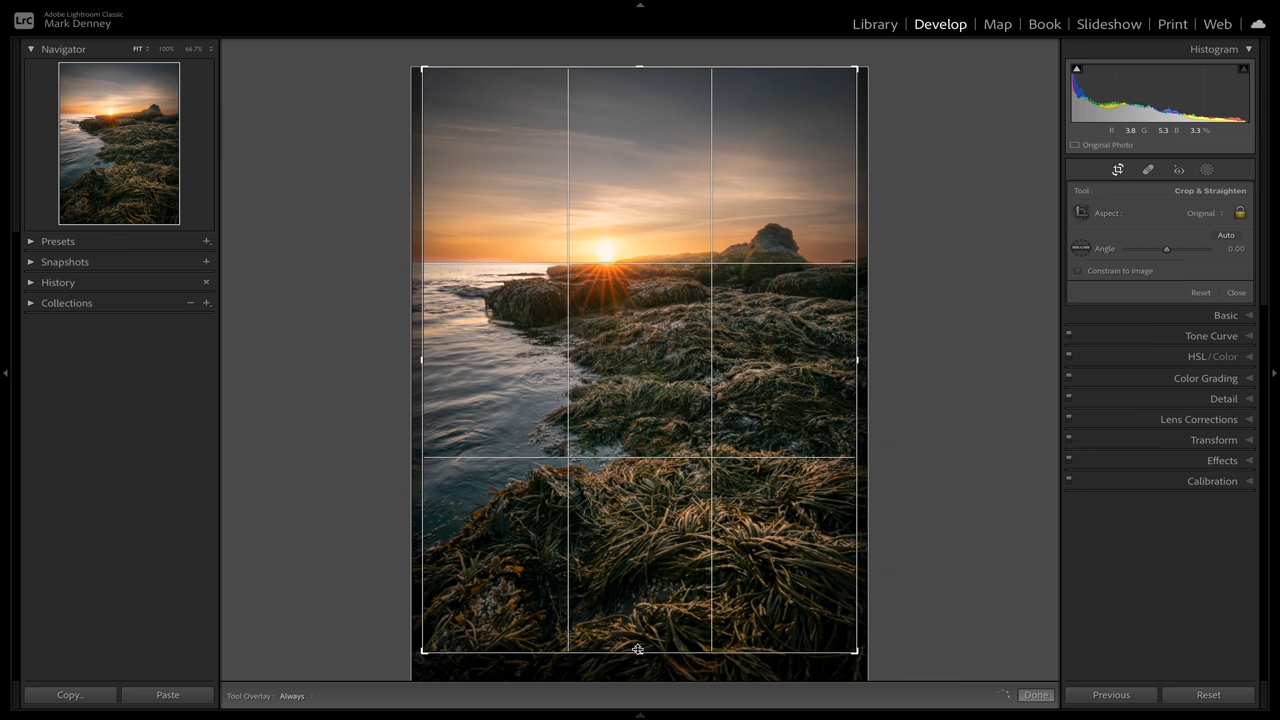 LrC
Adobe Lightroom Classic
Mark Denney
Library | Develop | Map | Book | Slideshow | Print | Web
Navigator FIT 100% 66.7%
Presets
Snapshots
History
Collections
Copy... Paste
Tool Overlay: Always
Done
Histogram
R 3.8 G 5.3 B 3.3 %
Original Photo
Tool: Crop & Straighten
Aspect: Original
Auto
Angle 0.00
Constrain to Image
Reset Close
Basic
Tone Curve
HSL / Color
Color Grading
Detail
Lens Corrections
Transform
Effects
Calibration
Previous Reset